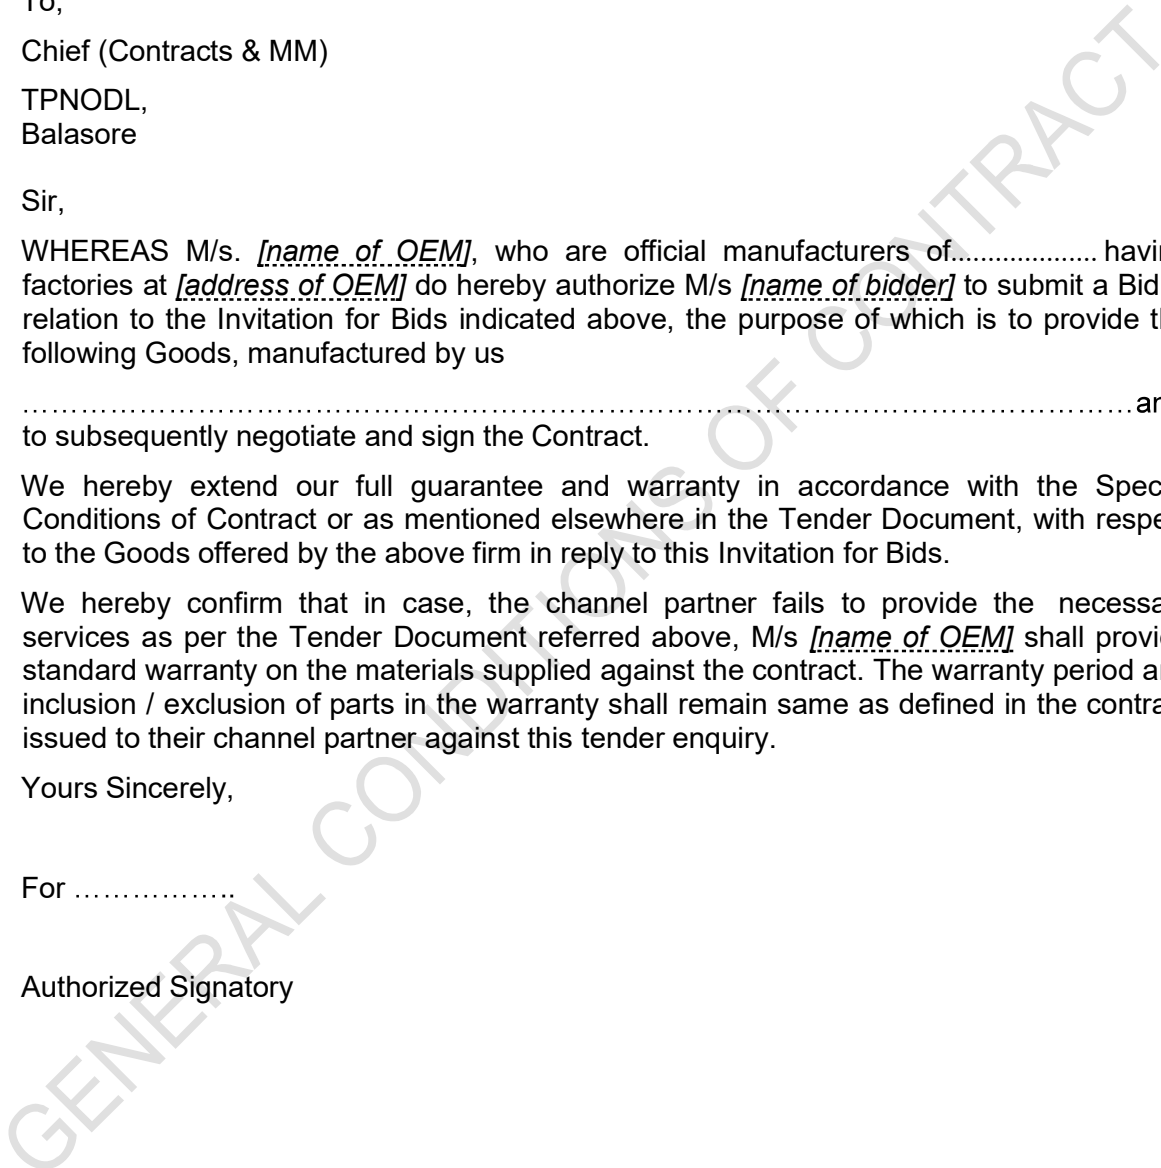 To,
Chief (Contracts & MM)
TPNODL,
Balasore
Sir,
WHEREAS M/s. [name of OEM], who are official manufacturers of.................. havin
factories at [address of OEM] do hereby authorize M/s [name of bidder] to submit a Bid
relation to the Invitation for Bids indicated above, the purpose of which is to provide th
following Goods, manufactured by us
……………………………………………………………………………………………………an
to subsequently negotiate and sign the Contract.
We hereby extend our full guarantee and warranty in accordance with the Spec
Conditions of Contract or as mentioned elsewhere in the Tender Document, with respe
to the Goods offered by the above firm in reply to this Invitation for Bids.
We hereby confirm that in case, the channel partner fails to provide the necessa
services as per the Tender Document referred above, M/s [name of OEM] shall provid
standard warranty on the materials supplied against the contract. The warranty period an
inclusion / exclusion of parts in the warranty shall remain same as defined in the contra
issued to their channel partner against this tender enquiry.
Yours Sincerely,
For ……………..
Authorized Signatory
GENERAL CONDITIONS OF CONTRACT